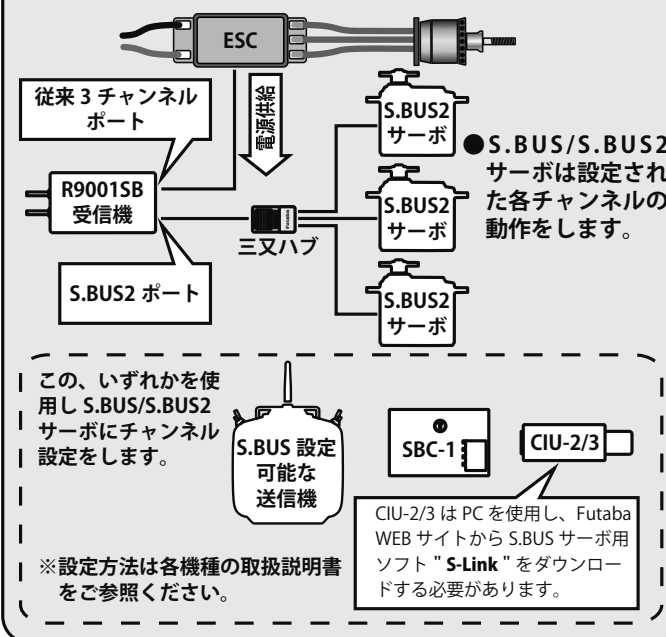 ESC
従来 3 チャンネル
ポート
電源供給
S.BUS2
サーボ
R9001SB
受信機
Futaba
三又ハブ
S.BUS2
サーボ
●S.BUS/S.BUS2
サーボは設定され
た各チャンネルの
動作をします。
S.BUS2 ポート
S.BUS2
サーボ
この、いずれかを使
用し S.BUS/S.BUS2
サーボにチャンネル
設定をします。
S.BUS 設定
可能な
送信機
SBC-1
CIU-2/3
CIU-2/3 は PC を使用し、Futaba
WEB サイトから S.BUS サーボ用
ソフト " S-Link " をダウンロー
ドする必要があります。
※設定方法は各機種の取扱説明書
をご参照ください。